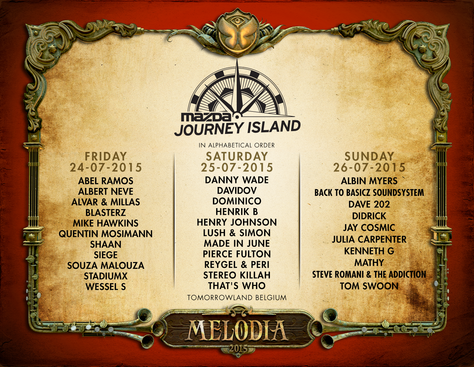 mazda
JOURNEY ISLAND
IN ALPHABETICAL ORDER
FRIDAY
24-07-2015
ABEL RAMOS
ALBERT NEVE
ALVAR & MILLAS
BLASTERZ
MIKE HAWKINS
QUENTIN MOSIMANN
SHAAN
SIEGE
SOUZA MALOUZA
STADIUMX
WESSEL S
SATURDAY
25-07-2015
DANNY WADE
DAVIDOV
DOMINICO
HENRIK B
HENRY JOHNSON
LUSH & SIMON
MADE IN JUNE
PIERCE FULTON
REYGEL & PERI
STEREO KILLAH
THAT'S WHO
SUNDAY
26-07-2015
ALBIN MYERS
BACK TO BASICZ SOUNDSYSTEM
DAVE 202
DIDRICK
JAY COSMIC
JULIA CARPENTER
KENNETH G
MATHY
STEVE ROMANI & THE ADDICTION
TOM SWOON
TOMORROWLAND BELGIUM
MELODIA
2015